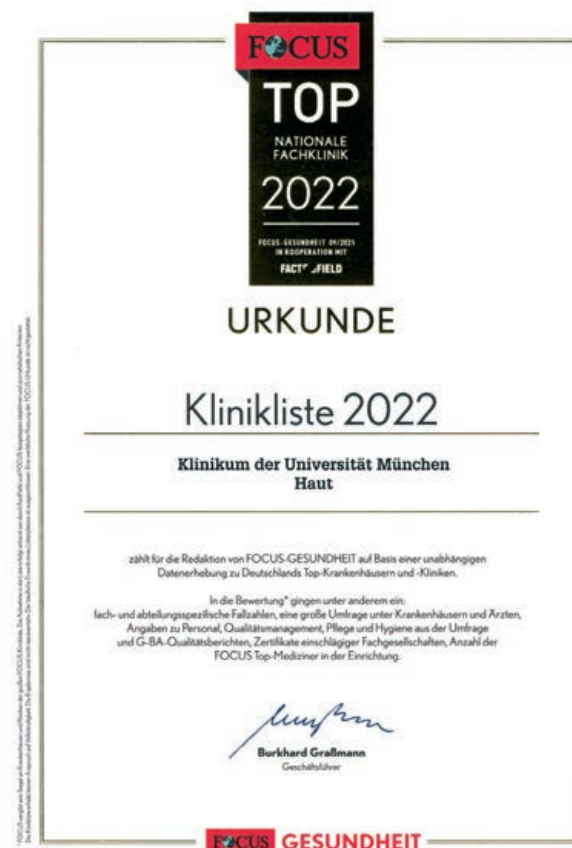 FOCUS
TOP
NATIONALE
FACHKLINIK
2022
FOCUS-GESUNDHEIT 09/2021
IN KOOPERATION MIT
FACT FIELD
URKUNDE
Klinikliste 2022
Klinikum der Universität München
Haut
zählt für die Redaktion von FOCUS-GESUNDHEIT auf Basis einer unabhängigen
Datenerhebung zu Deutschlands Top-Krankenhäusern und -Kliniken.
In die Bewertung* gingen unter anderem ein:
fach- und abteilungsspezifische Fallzahlen, eine große Umfrage unter Krankenhäusern und Ärzten,
Angaben zu Personal, Qualitätsmanagement, Pflege und Hygiene aus der Umfrage
und G-BA-Qualitätsberichten, Zertifikate einschlägiger Fachgesellschaften, Anzahl der
FOCUS Top-Mediziner in der Einrichtung.
Burkhard Graßmann
Geschäftsführer
FOCUS GESUNDHEIT